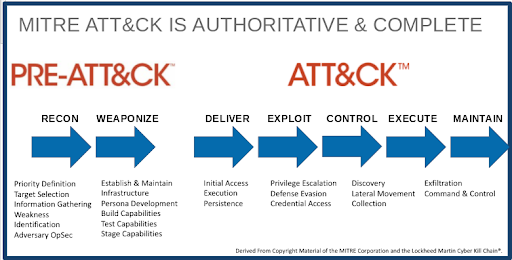 MITRE ATT&CK IS AUTHORITATIVE & COMPLETE
PRE-ATT&CK™
ATT&CK™
RECON
WEAPONIZE
DELIVER
EXPLOIT
CONTROL
EXECUTE
MAINTAIN
Priority Definition
Target Selection
Information Gathering
Weakness
Identification
Adversary OpSec
Establish & Maintain
Infrastructure
Persona Development
Build Capabilities
Test Capabilities
Stage Capabilities
Initial Access
Execution
Persistence
Privilege Escalation
Defense Evasion
Credential Access
Discovery
Lateral Movement
Collection
Exfiltration
Command & Control
Derived From Copyright Material of the MITRE Corporation and the Lockheed Martin Cyber Kill Chain®.